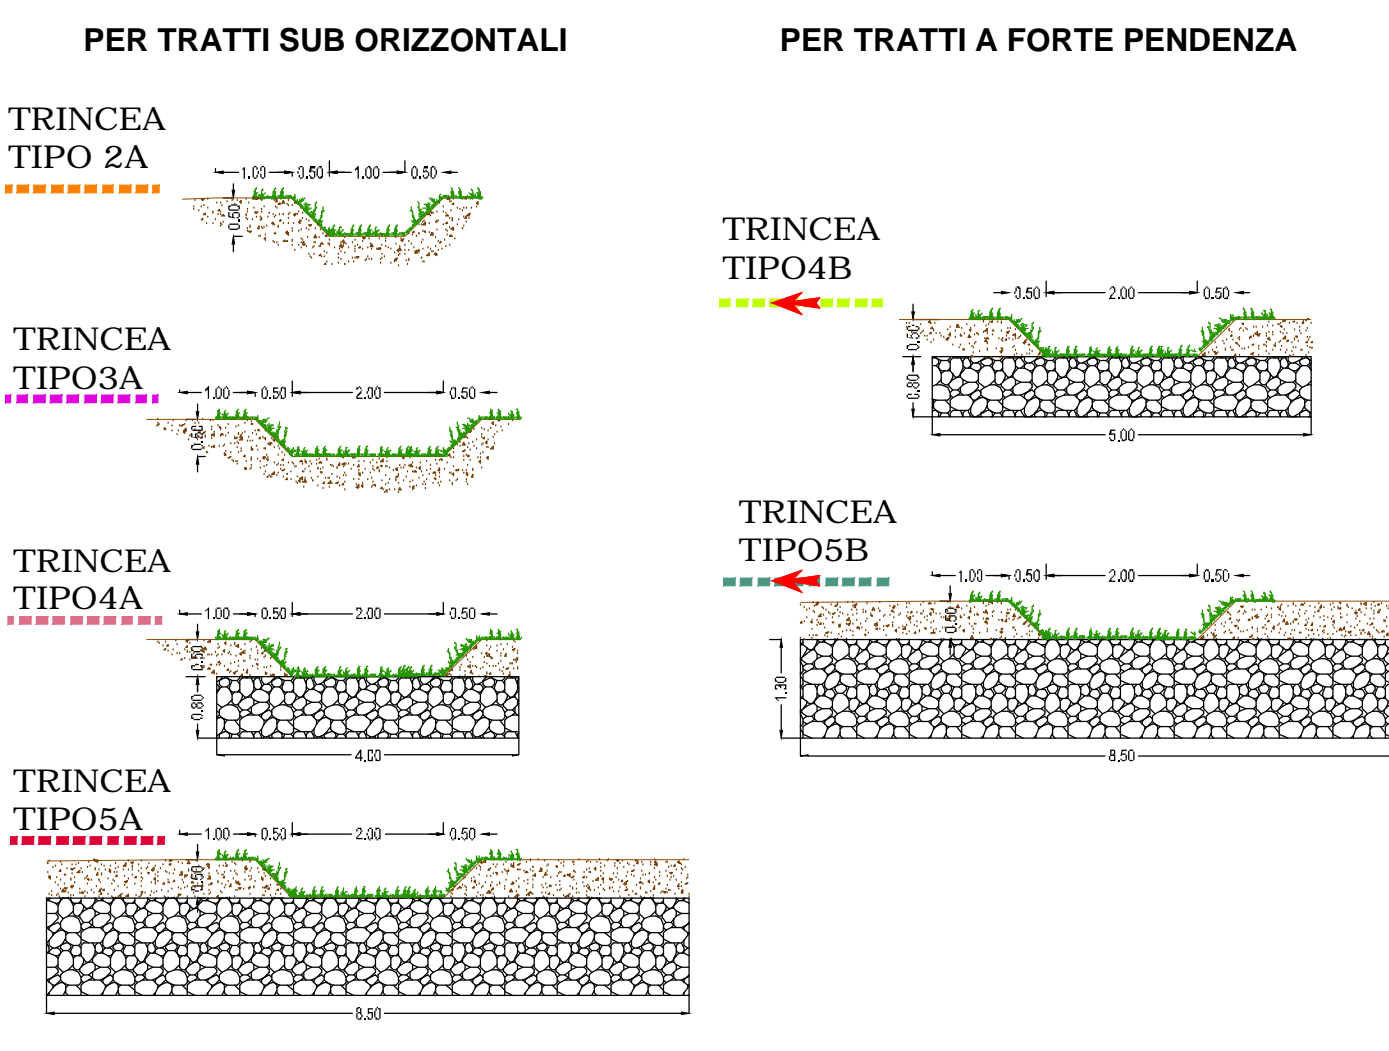 PER TRATTI SUB ORIZZONTALI
TRINCEA
TIPO 2A
1.00 0.50 1.00 0.50
0.50
TRINCEA
TIPO3A
1.00 0.50 2.00 0.50
0.50
TRINCEA
TIPO4A
1.00 0.50 2.00 0.50
0.50
0.80
4.00
TRINCEA
TIPO5A
1.00 0.50 2.00 0.50
0.50
8.50
PER TRATTI A FORTE PENDENZA
TRINCEA
TIPO4B
0.50 2.00 0.50
0.50
0.80
5.00
TRINCEA
TIPO5B
1.00 0.50 2.00 0.50
0.50
1.30
8.50